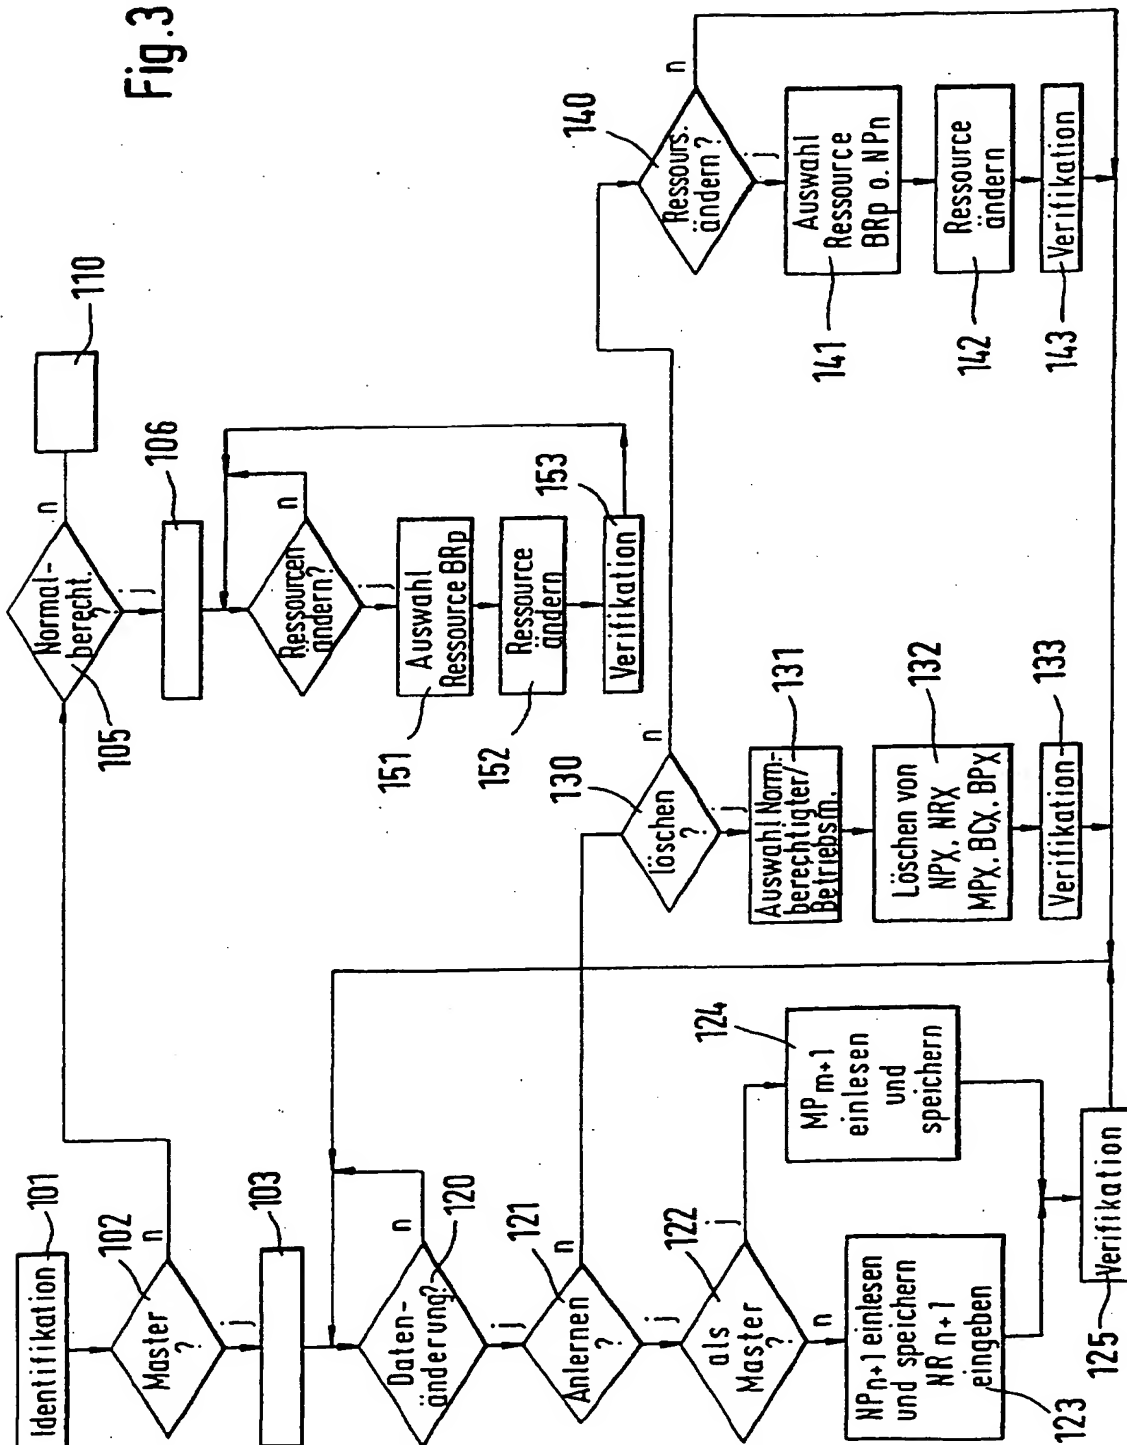 Fig.3
Identifikation
101
Master
?
102
n
j
103
Normal-
berecht.
?
105
n
110
j
106
Ressourcen
ändern?
n
j
Auswahl
Ressource BRp
151
Ressource
ändern
152
Verifikation
153
Daten-
änderung?
120
n
j
Anlernen
?
121
n
j
als
Master
?
122
j
n
NPn+1 einlesen
und speichern
NR n+1
eingeben
123
MPm+1
einlesen
und
speichern
124
Verifikation
125
löschen
?
130
n
j
Auswahl Norm.-
berechtigter/
Betriebsm.
131
Löschen von
NPX, NRX
MPX, BCX, BPX
132
Verifikation
133
Ressours.
ändern?
140
n
j
Auswahl
Ressource
BRp o. NPn
141
Ressource
ändern
142
Verifikation
143